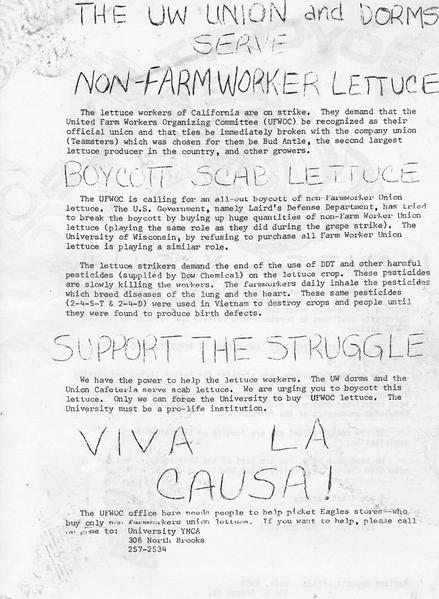 THE UW UNION and DORMS
SERVE
NON-FARMWORKER LETTUCE
The lettuce workers of California are on strike. They demand that the
United Farm Workers Organizing Committee (UFWOC) be recognized as their
official union and that ties be immediately broken with the company union
(Teamsters) which was chosen for them be Bud Antle, the second largest
lettuce producer in the country, and other growers.
BOYCOTT SCAB LETTUCE
The UFWOC is calling for an all-out boycott of non-Farmworker Union
lettuce. The U.S. Government, namely Laird's Defense Department, has tried
to break the boycott by buying up huge quantities of non-Farm Worker Union
lettuce (playing the same role as they did during the grape strike). The
University of Wisconsin, by refusing to purchase all Farm Worker Union
lettuce is playing a similar role.
The lettuce strikers demand the end of the use of DDT and other harmful
pesticides (supplied by Dow Chemical) on the lettuce crop. These pesticides
are slowly killing the workers. The farmworkers daily inhale the pesticides
which breed diseases of the lung and the heart. These same pesticides
(2-4-5-T & 2-4-D) were used in Vietnam to destroy crops and people until
they were found to produce birth defects.
SUPPORT THE STRUGGLE
We have the power to help the lettuce workers. The UW dorms and the
Union Cafeteria serve scab lettuce. We are urging you to boycott this
lettuce. Only we can force the University to buy UFWOC lettuce. The
University must be a pro-life institution.
VIVA LA
CAUSA!
The UFWOC office here needs people to help picket Eagles stores--who
buy only non farmworkers union lettuce. If you want to help, please call
or come to: University YMCA
306 North Brooks
257-2534